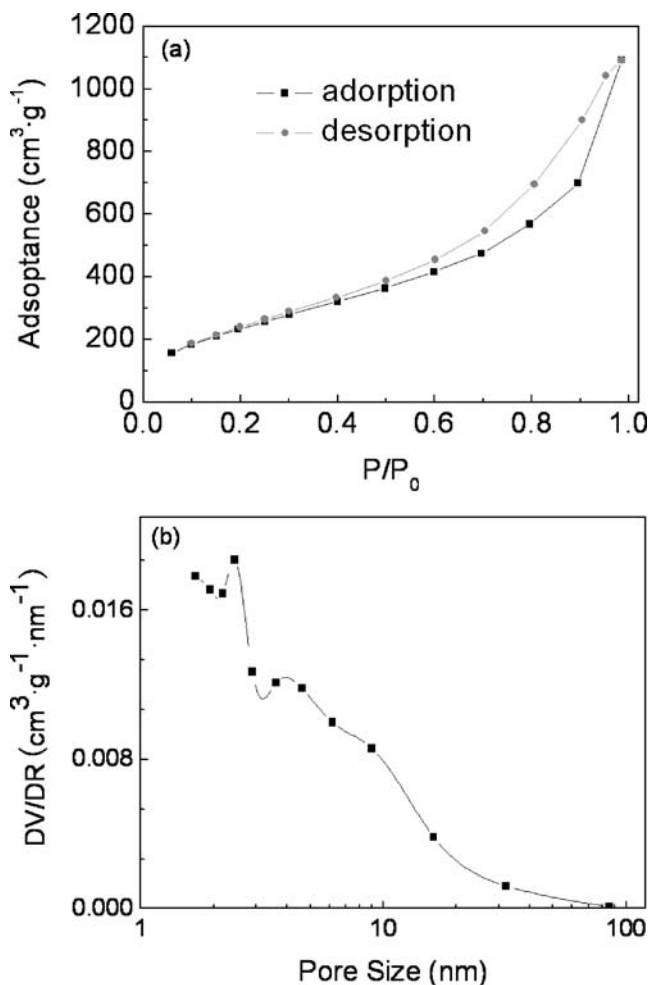 (a)
adorption
desorption
1200
1000
800
600
400
200
0
0.0 0.2 0.4 0.6 0.8 1.0
Adsoptance (cm³·g⁻¹)
P/P₀
(b)
0.016
0.008
0.000
1 10 100
DV/DR (cm³·g⁻¹·nm⁻¹)
Pore Size (nm)